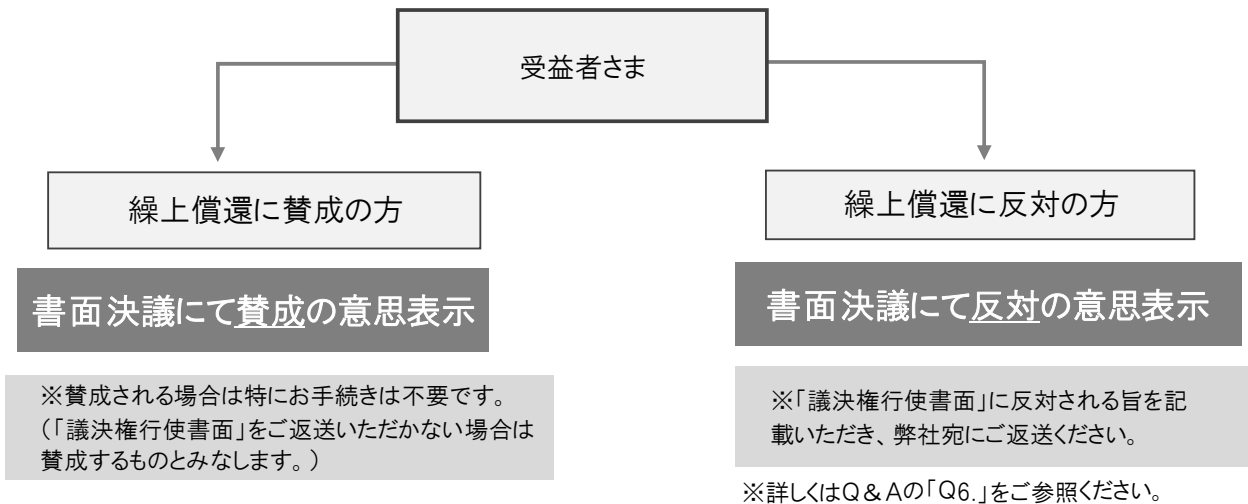 受益者さま
繰上償還に賛成の方
書面決議にて賛成の意思表示
※賛成される場合は特にお手続きは不要です。
(「議決権行使書面」をご返送いただかない場合は
賛成するものとみなします。)
繰上償還に反対の方
書面決議にて反対の意思表示
※「議決権行使書面」に反対される旨を記
載いただき、弊社宛にご返送ください。
※詳しくはQ&Aの「Q6.」をご参照ください。